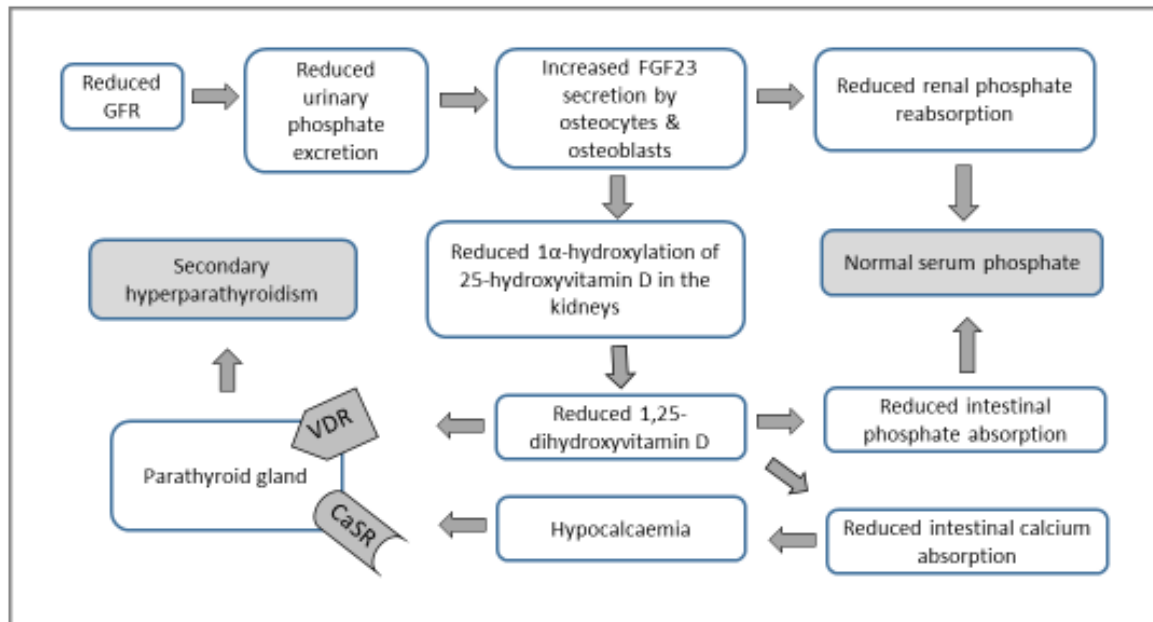 Reduced
GFR
Reduced
urinary
phosphate
excretion
Increased FGF23
secretion by
osteocytes &
osteoblasts
Reduced renal phosphate
reabsorption
Secondary
hyperparathyroidism
Reduced 1α-hydroxylation of
25-hydroxyvitamin D in the
kidneys
Normal serum phosphate
Parathyroid gland
VDR
CaSR
Reduced 1,25-
dihydroxyvitamin D
Reduced intestinal
phosphate absorption
Hypocalcaemia
Reduced intestinal calcium
absorption